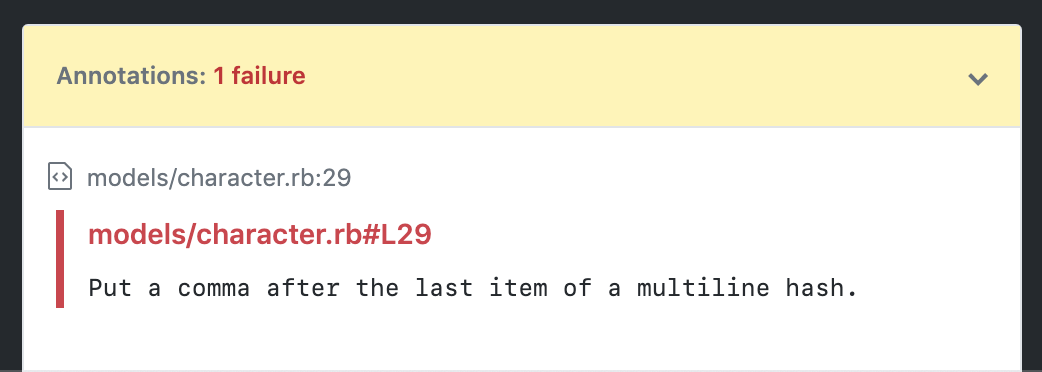 Annotations: 1 failure
models/character.rb:29
models/character.rb#L29
Put a comma after the last item of a multiline hash.